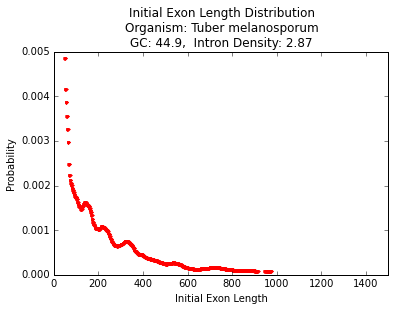 Initial Exon Length Distribution
Organism: Tuber melanosporum
GC: 44.9,  Intron Density: 2.87
0.005
0.004
0.003
0.002
0.001
0.000
Probability
0 200 400 600 800 1000 1200 1400
Initial Exon Length